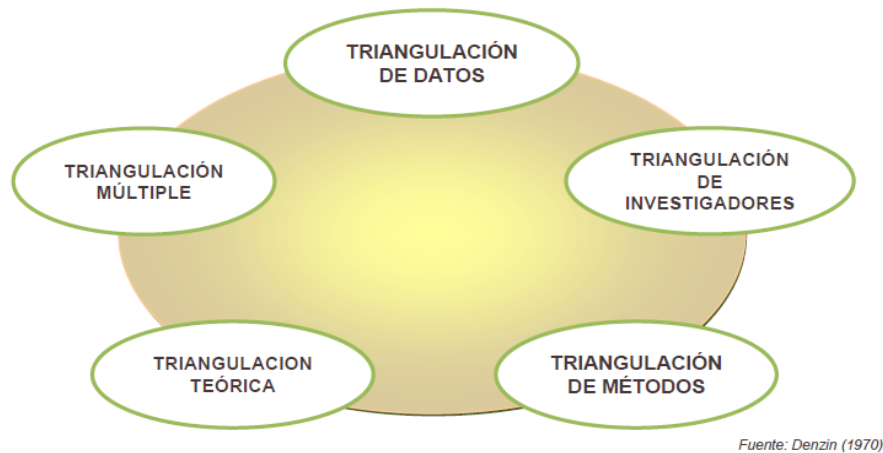 TRIANGULACIÓN
DE DATOS
TRIANGULACIÓN
MÚLTIPLE
TRIANGULACIÓN
DE
INVESTIGADORES
TRIANGULACION
TEÓRICA
TRIANGULACIÓN
DE MÉTODOS
Fuente: Denzin (1970)